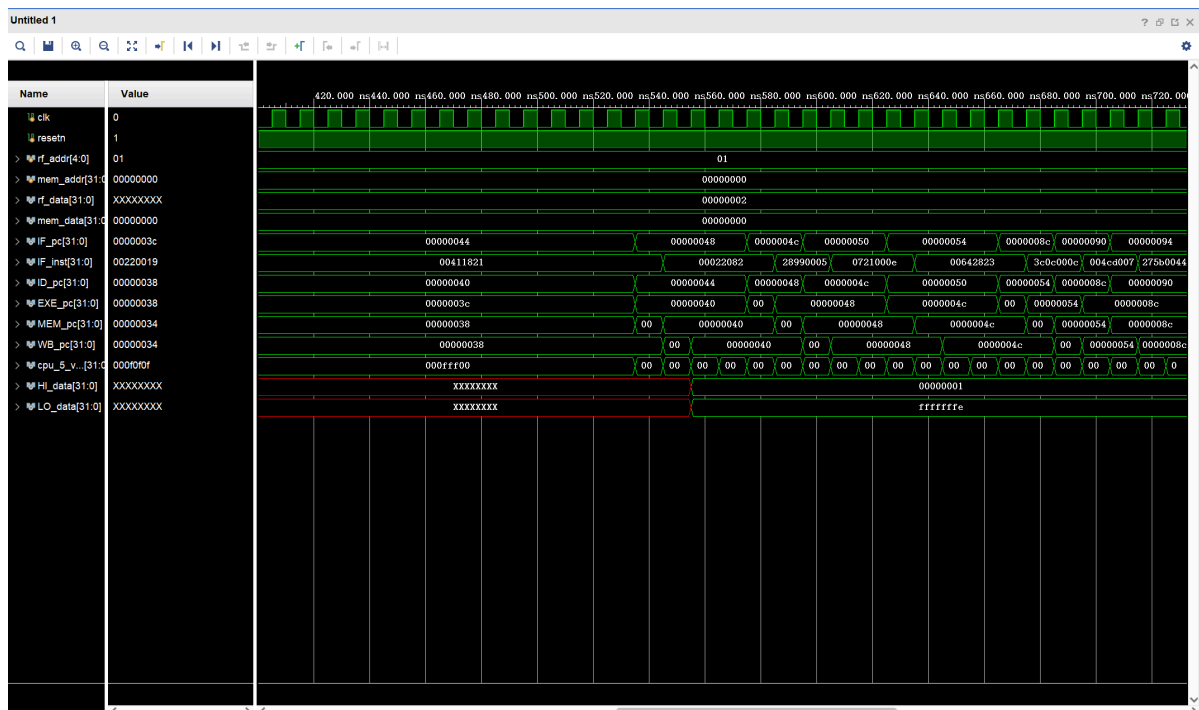 Untitled 1
Name Value
420.000 ns 440.000 ns 460.000 ns 480.000 ns 500.000 ns 520.000 ns 540.000 ns 560.000 ns 580.000 ns 600.000 ns 620.000 ns 640.000 ns 660.000 ns 680.000 ns 700.000 ns 720.00
clk 0
resetn 1
rf_addr[4:0] 01 01
mem_addr[31:0 00000000 00000000
rf_data[31:0] XXXXXXXX 00000002
mem_data[31:0 00000000 00000000
IF_pc[31:0] 0000003c 00000044 00000048 0000004c 00000050 00000054 0000008c 00000090 00000094
IF_inst[31:0] 00220019 00411821 00022082 28990005 0721000e 00642823 3c0c000c 004cd007 275b0044
ID_pc[31:0] 00000038 00000040 00000044 00000048 0000004c 00000050 00000054 0000008c 00000090
EXE_pc[31:0] 00000038 0000003c 00000040 00 00000048 0000004c 00 00000054 0000008c
MEM_pc[31:0] 00000034 00000038 00 00000040 00 00000048 0000004c 00 00000054 0000008c
WB_pc[31:0] 00000034 00000038 00 00000040 00 00000048 0000004c 00 00000054 0000008c
cpu_5_v...[31:0 000f0f0f 000fff00 00 00 00 00 00 00 00 00 00 00 00 00 00 00 00 00 00 00 00 0
HI_data[31:0] XXXXXXXX XXXXXXXX 00000001
LO_data[31:0] XXXXXXXX XXXXXXXX fffffffe